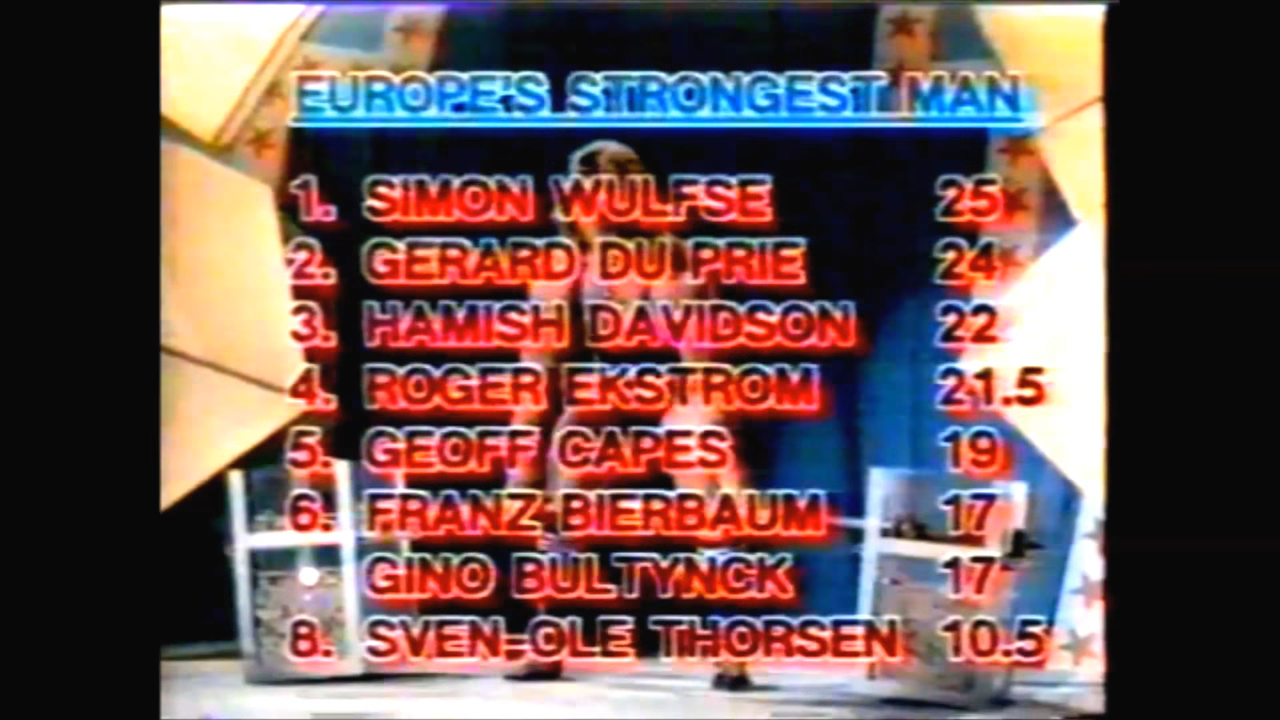 EUROPE'S STRONGEST MAN
1. SIMON WULFSE 25
2. GERARD DU PRIE 24
3. HAMISH DAVIDSON 22
4. ROGER EKSTROM 21.5
5. GEOFF CAPES 19
6. FRANZ BIERBAUM 17
GINO BULTYNCK 17
8. SVEN-OLE THORSEN 10.5